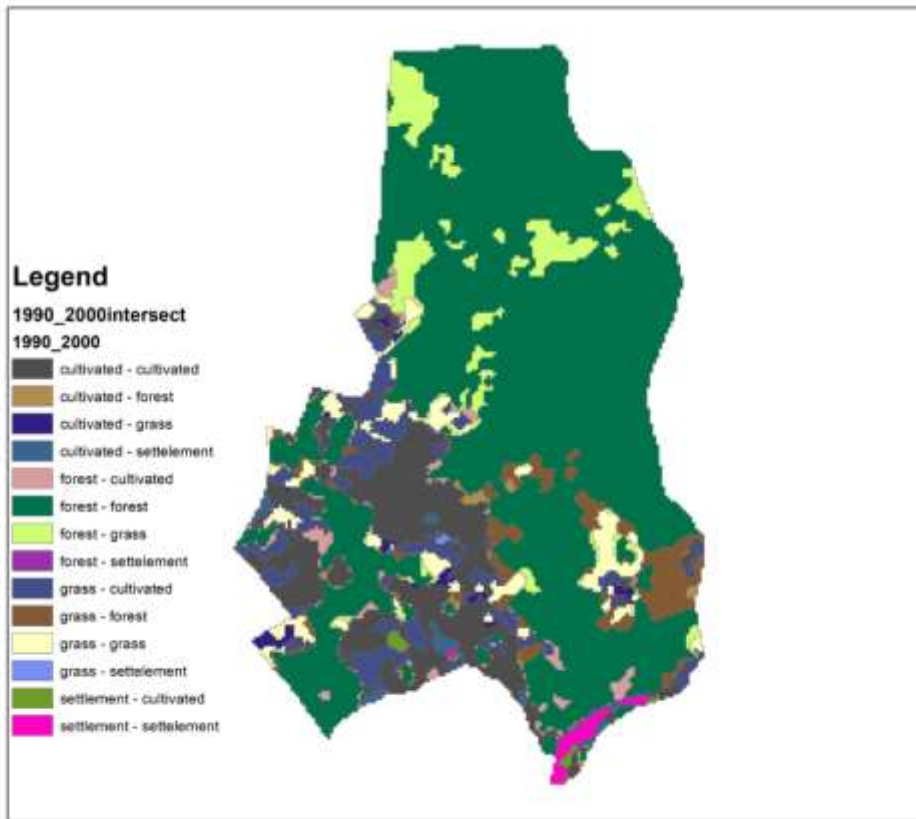 Legend
1990_2000intersect
1990_2000
cultivated - cultivated
cultivated - forest
cultivated - grass
cultivated - settelement
forest - cultivated
forest - forest
forest - grass
forest - settelement
grass - cultivated
grass - forest
grass - grass
grass - settelement
settlement - cultivated
settlement - settelement